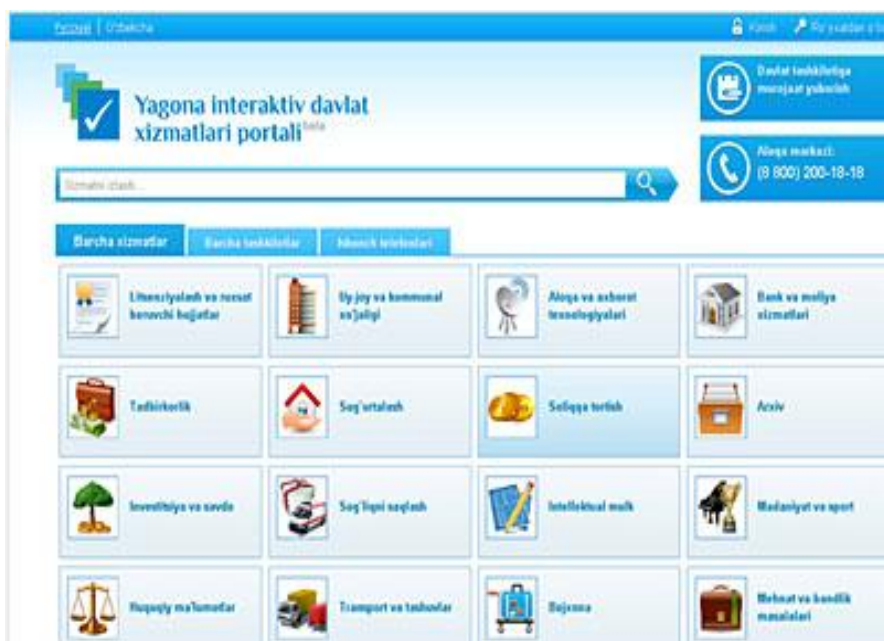 Русский | O'zbekcha
Kirish
Yagona interaktiv davlat
xizmatlari portali beta
Davlat tashkilotiga
murojaat yuborish
Aloqa markazi:
(8 800) 200-18-18
Xizmatni izlash...
Barcha xizmatlar
Barcha tashkilotlar
Ishonch telefonlari
Litsenziyalash va ruxsat
beruvchi hujjatlar
Uy-joy va kommunal
xo'jaligi
Aloqa va axborot
texnologiyalari
Bank va moliya
xizmatlari
Tadbirkorlik
Sug'urtalash
Soliqqa tortish
Arxiv
Investitsiya va savdo
Sog'liqni saqlash
Intellektual mulk
Madaniyat va sport
Huquqiy ma'lumotlar
Transport va tashuvlar
Bojxona
Mehnat va bandlik
masalalari